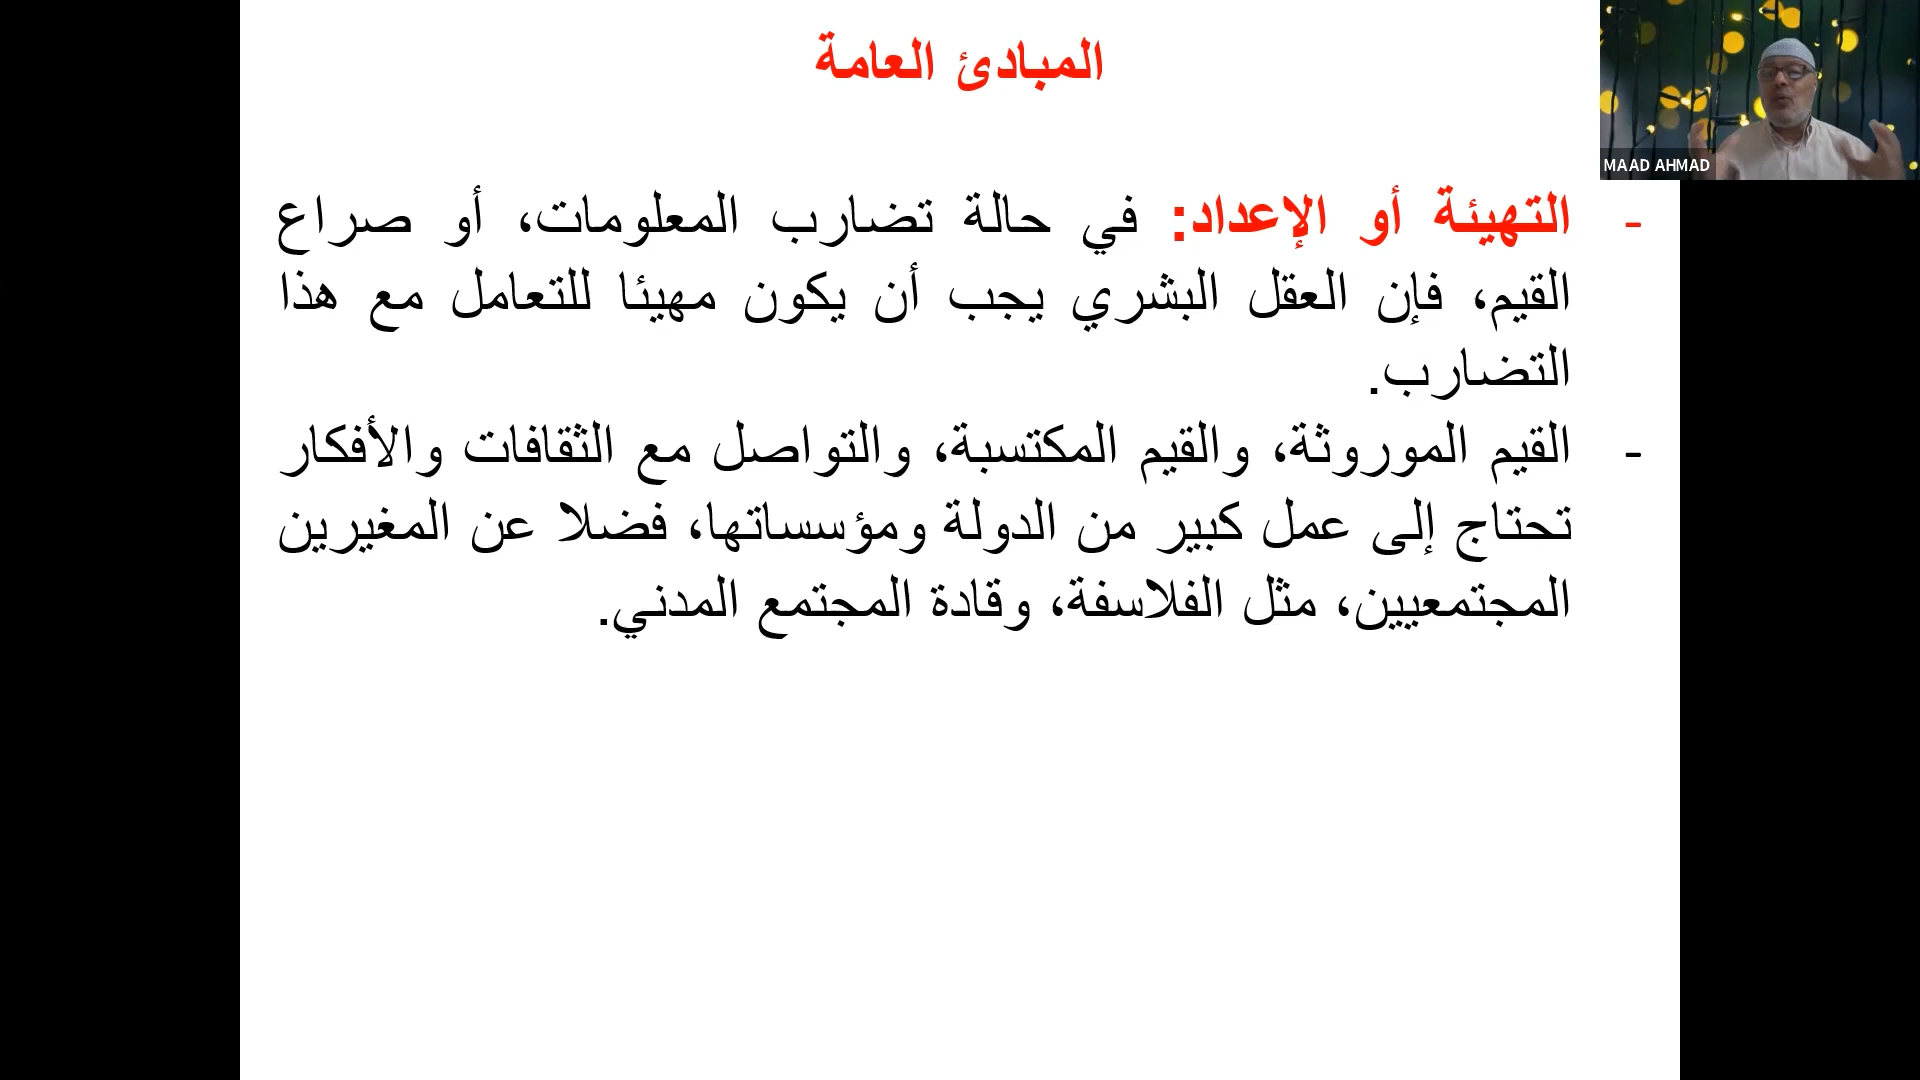 المبادئ العامة
MAAD AHMAD
- التهيئة أو الإعداد: في حالة تضارب المعلومات، أو صراع
القيم، فإن العقل البشري يجب أن يكون مهيئا للتعامل مع هذا
التضارب.
- القيم الموروثة، والقيم المكتسبة، والتواصل مع الثقافات والأفكار
تحتاج إلى عمل كبير من الدولة ومؤسساتها، فضلا عن المغيرين
المجتمعيين، مثل الفلاسفة، وقادة المجتمع المدني.